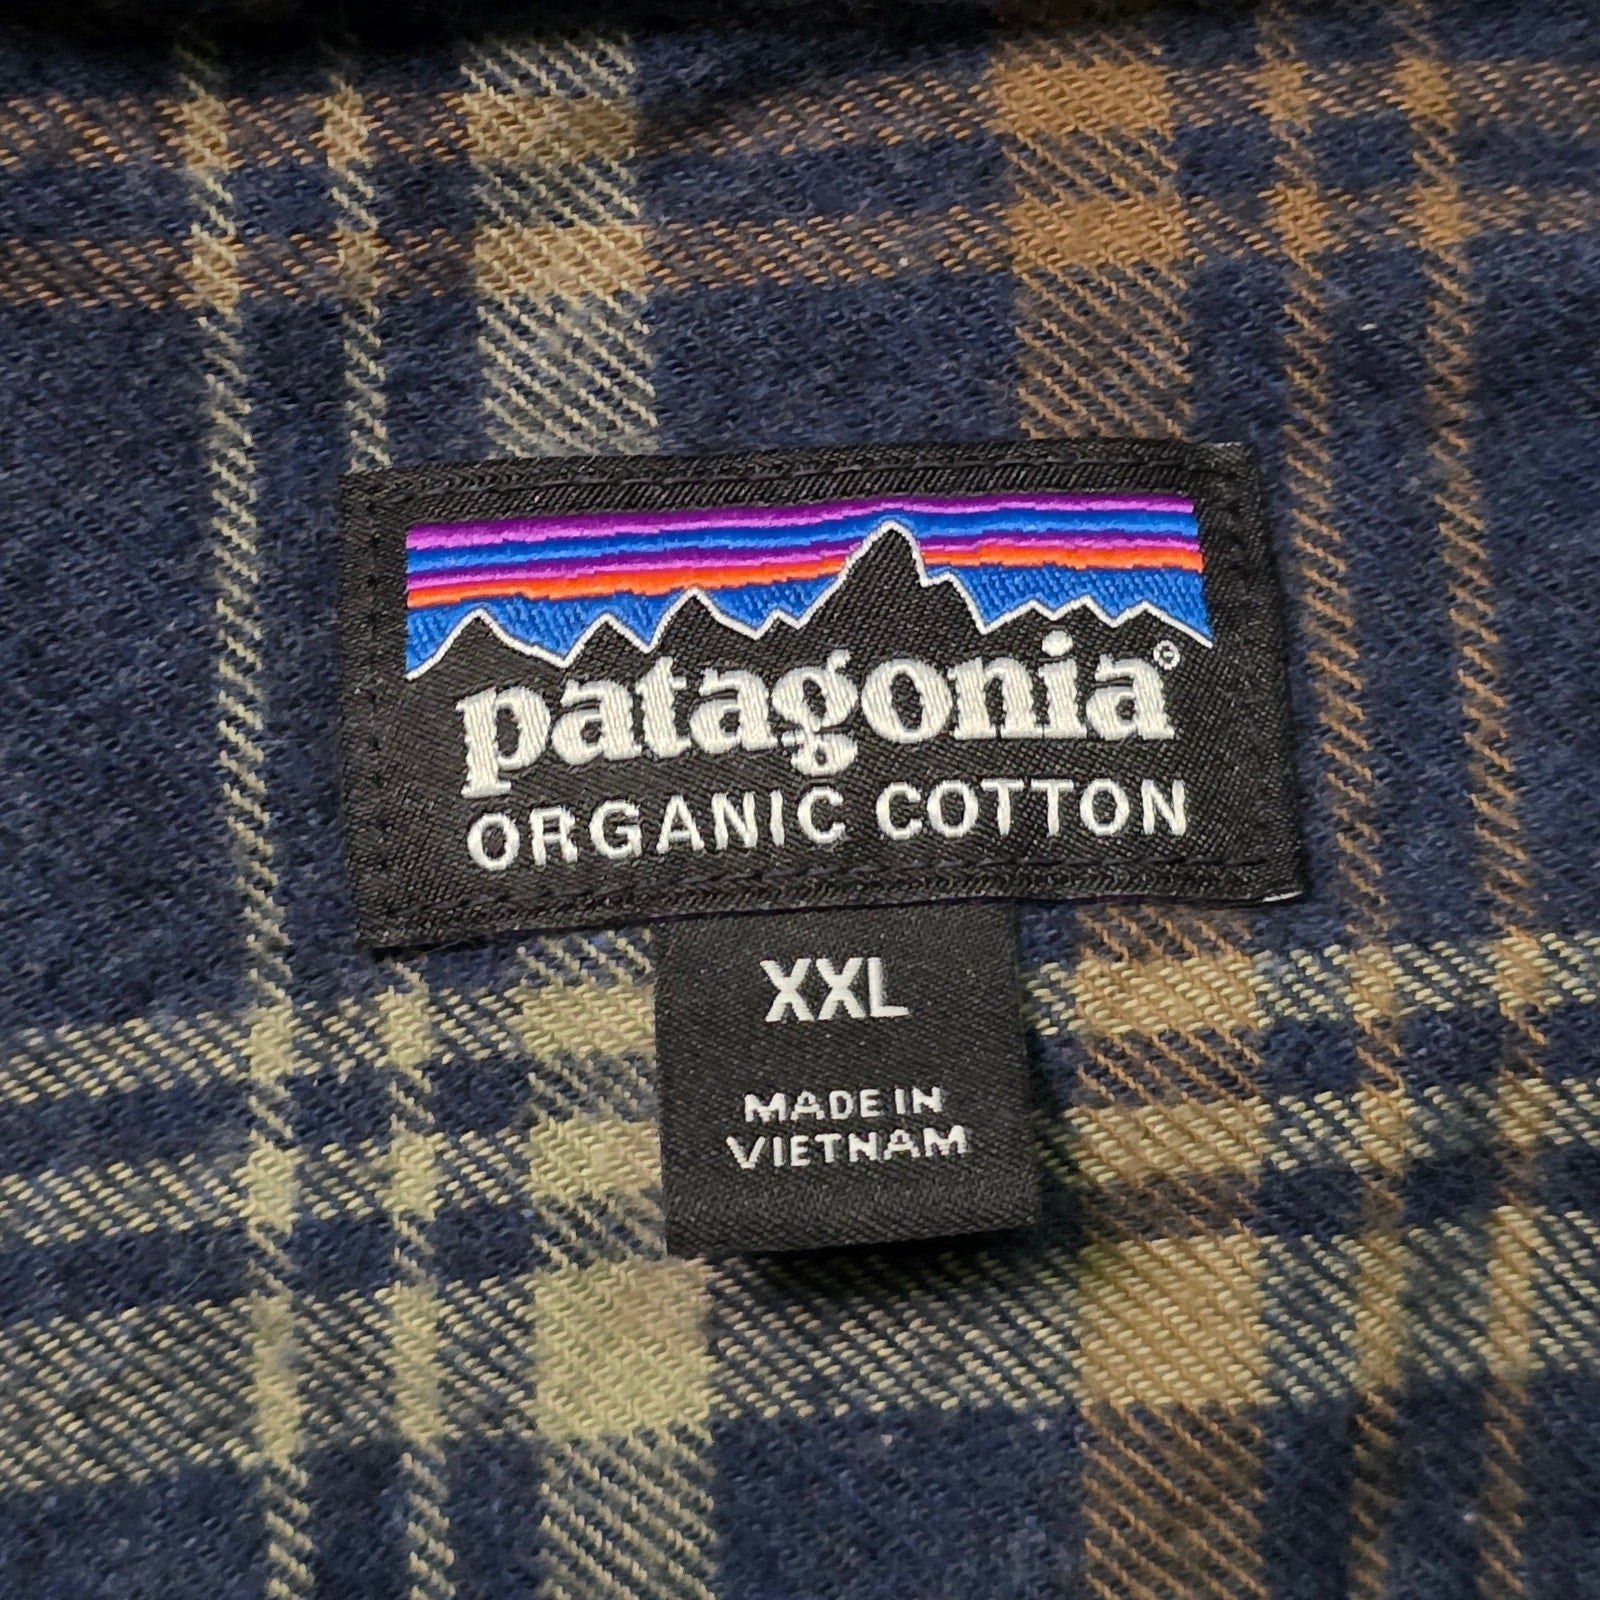 patagonia®
ORGANIC COTTON
XXL
MADE IN
VIETNAM